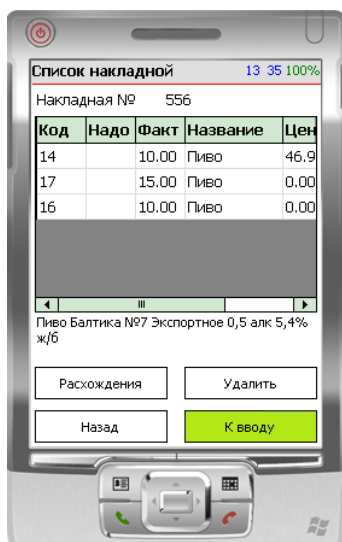 Список накладной 13 35 100%
Накладная № 556
Код Надо Факт Название Цен
14 10.00 Пиво 46.9
17 15.00 Пиво 0.00
16 10.00 Пиво 0.00
Пиво Балтика №7 Экспортное 0,5 алк 5,4%
ж/б
Расхождения Удалить
Назад К вводу